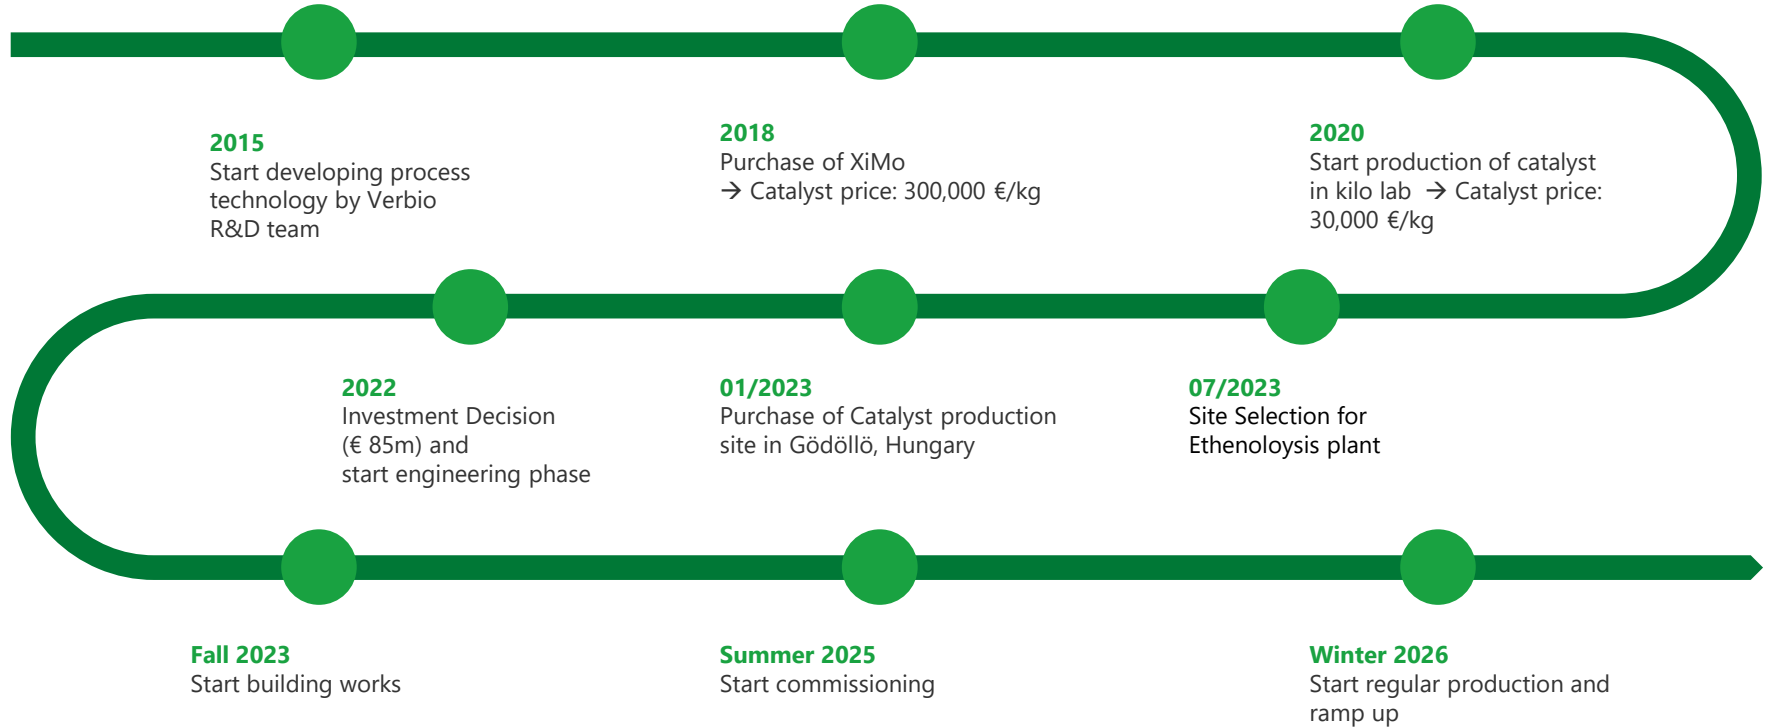 2015
Start developing process
technology by Verbio
R&D team
2018
Purchase of XiMo
→ Catalyst price: 300,000 €/kg
2020
Start production of catalyst
in kilo lab → Catalyst price:
30,000 €/kg
2022
Investment Decision
(€ 85m) and
start engineering phase
01/2023
Purchase of Catalyst production
site in Gödöllő, Hungary
07/2023
Site Selection for
Ethenoloysis plant
Fall 2023
Start building works
Summer 2025
Start commissioning
Winter 2026
Start regular production and
ramp up